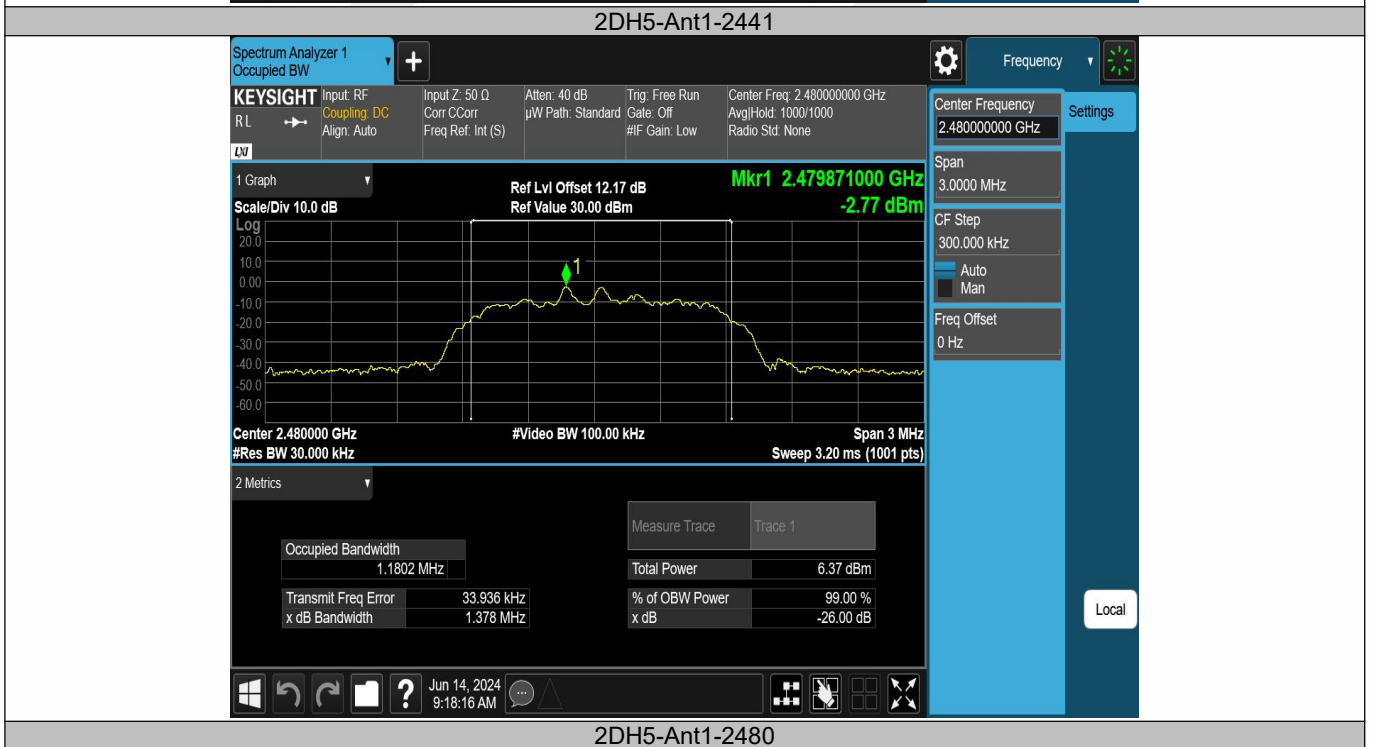 2DH5-Ant1-2441
Spectrum Analyzer 1
Occupied BW
Frequency
KEYSIGHT
R L
LXI
Input: RF
Coupling: DC
Align: Auto
Input Z: 50 Ω
Corr CCorr
Freq Ref: Int (S)
Atten: 40 dB
µW Path: Standard
Trig: Free Run
Gate: Off
#IF Gain: Low
Center Freq: 2.480000000 GHz
Avg|Hold: 1000/1000
Radio Std: None
Center Frequency
2.480000000 GHz
Settings
Span
3.0000 MHz
CF Step
300.000 kHz
Auto
Man
Freq Offset
0 Hz
Local
1 Graph
Scale/Div 10.0 dB
Ref Lvl Offset 12.17 dB
Ref Value 30.00 dBm
Mkr1 2.479871000 GHz
-2.77 dBm
Log
20.0
10.0
0.00
-10.0
-20.0
-30.0
-40.0
-50.0
-60.0
1
Center 2.480000 GHz
#Video BW 100.00 kHz
Span 3 MHz
#Res BW 30.000 kHz
Sweep 3.20 ms (1001 pts)
2 Metrics
Measure Trace Trace 1
Occupied Bandwidth
1.1802 MHz
Total Power 6.37 dBm
Transmit Freq Error 33.936 kHz
% of OBW Power 99.00 %
x dB Bandwidth 1.378 MHz
x dB -26.00 dB
?
Jun 14, 2024
9:18:16 AM
2DH5-Ant1-2480